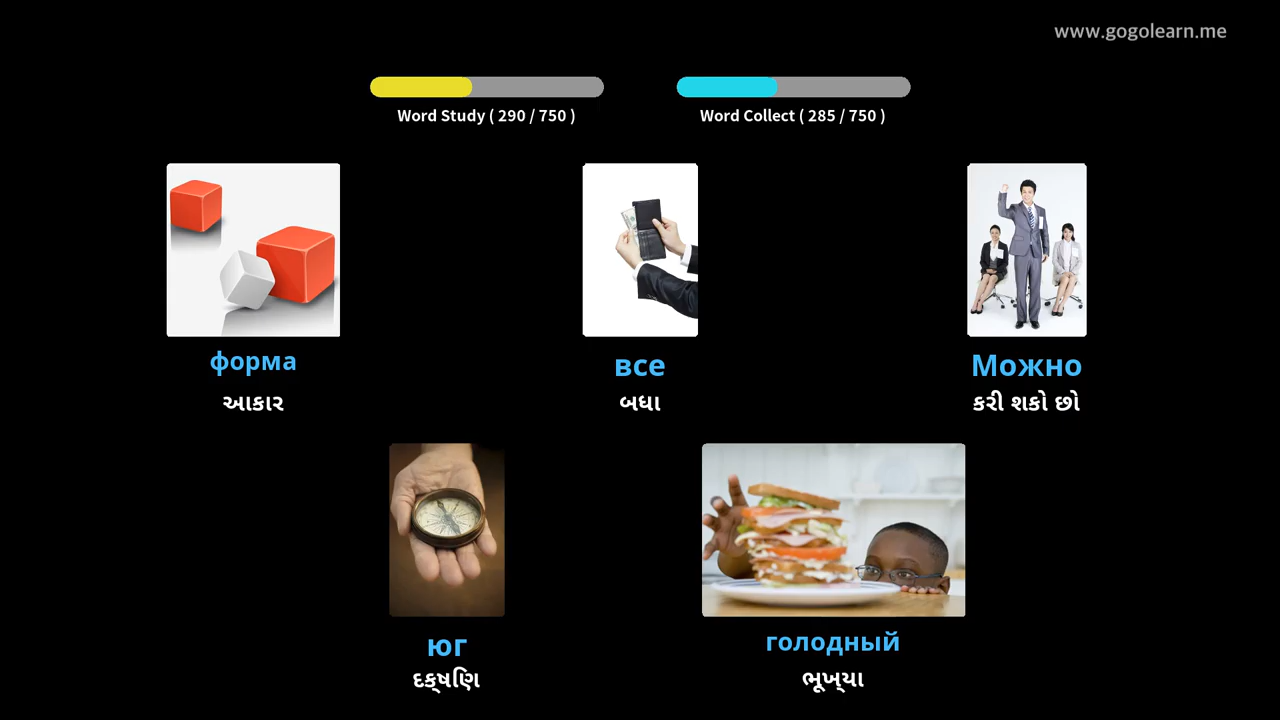 www.gogolearn.me
Word Study ( 290 / 750 )
Word Collect ( 285 / 750 )
форма
આકાર
все
બધા
Можно
કરી શકો છો
юг
દક્ષણિ
голодный
ભૂખ્યા